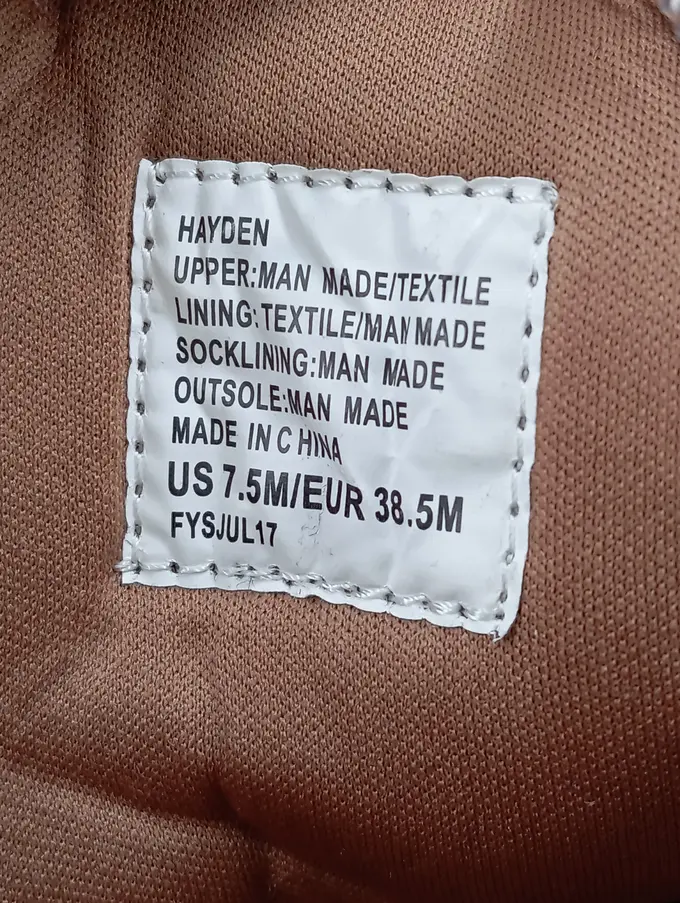 HAYDEN
UPPER:MAN MADE/TEXTILE
LINING:TEXTILE/MAN MADE
SOCKLINING:MAN MADE
OUTSOLE:MAN MADE
MADE IN CHINA
US 7.5M/EUR 38.5M
FYSJUL17